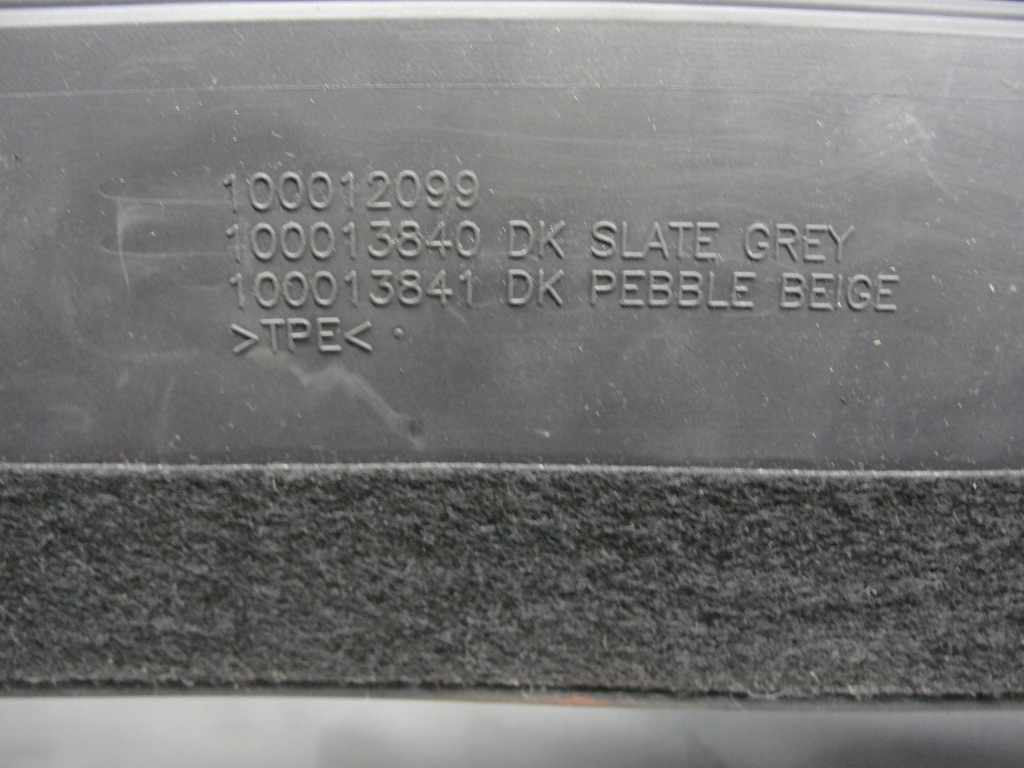 100012099
100013840 DK SLATE GREY
100013841 DK PEBBLE BEIGE
>TPE<